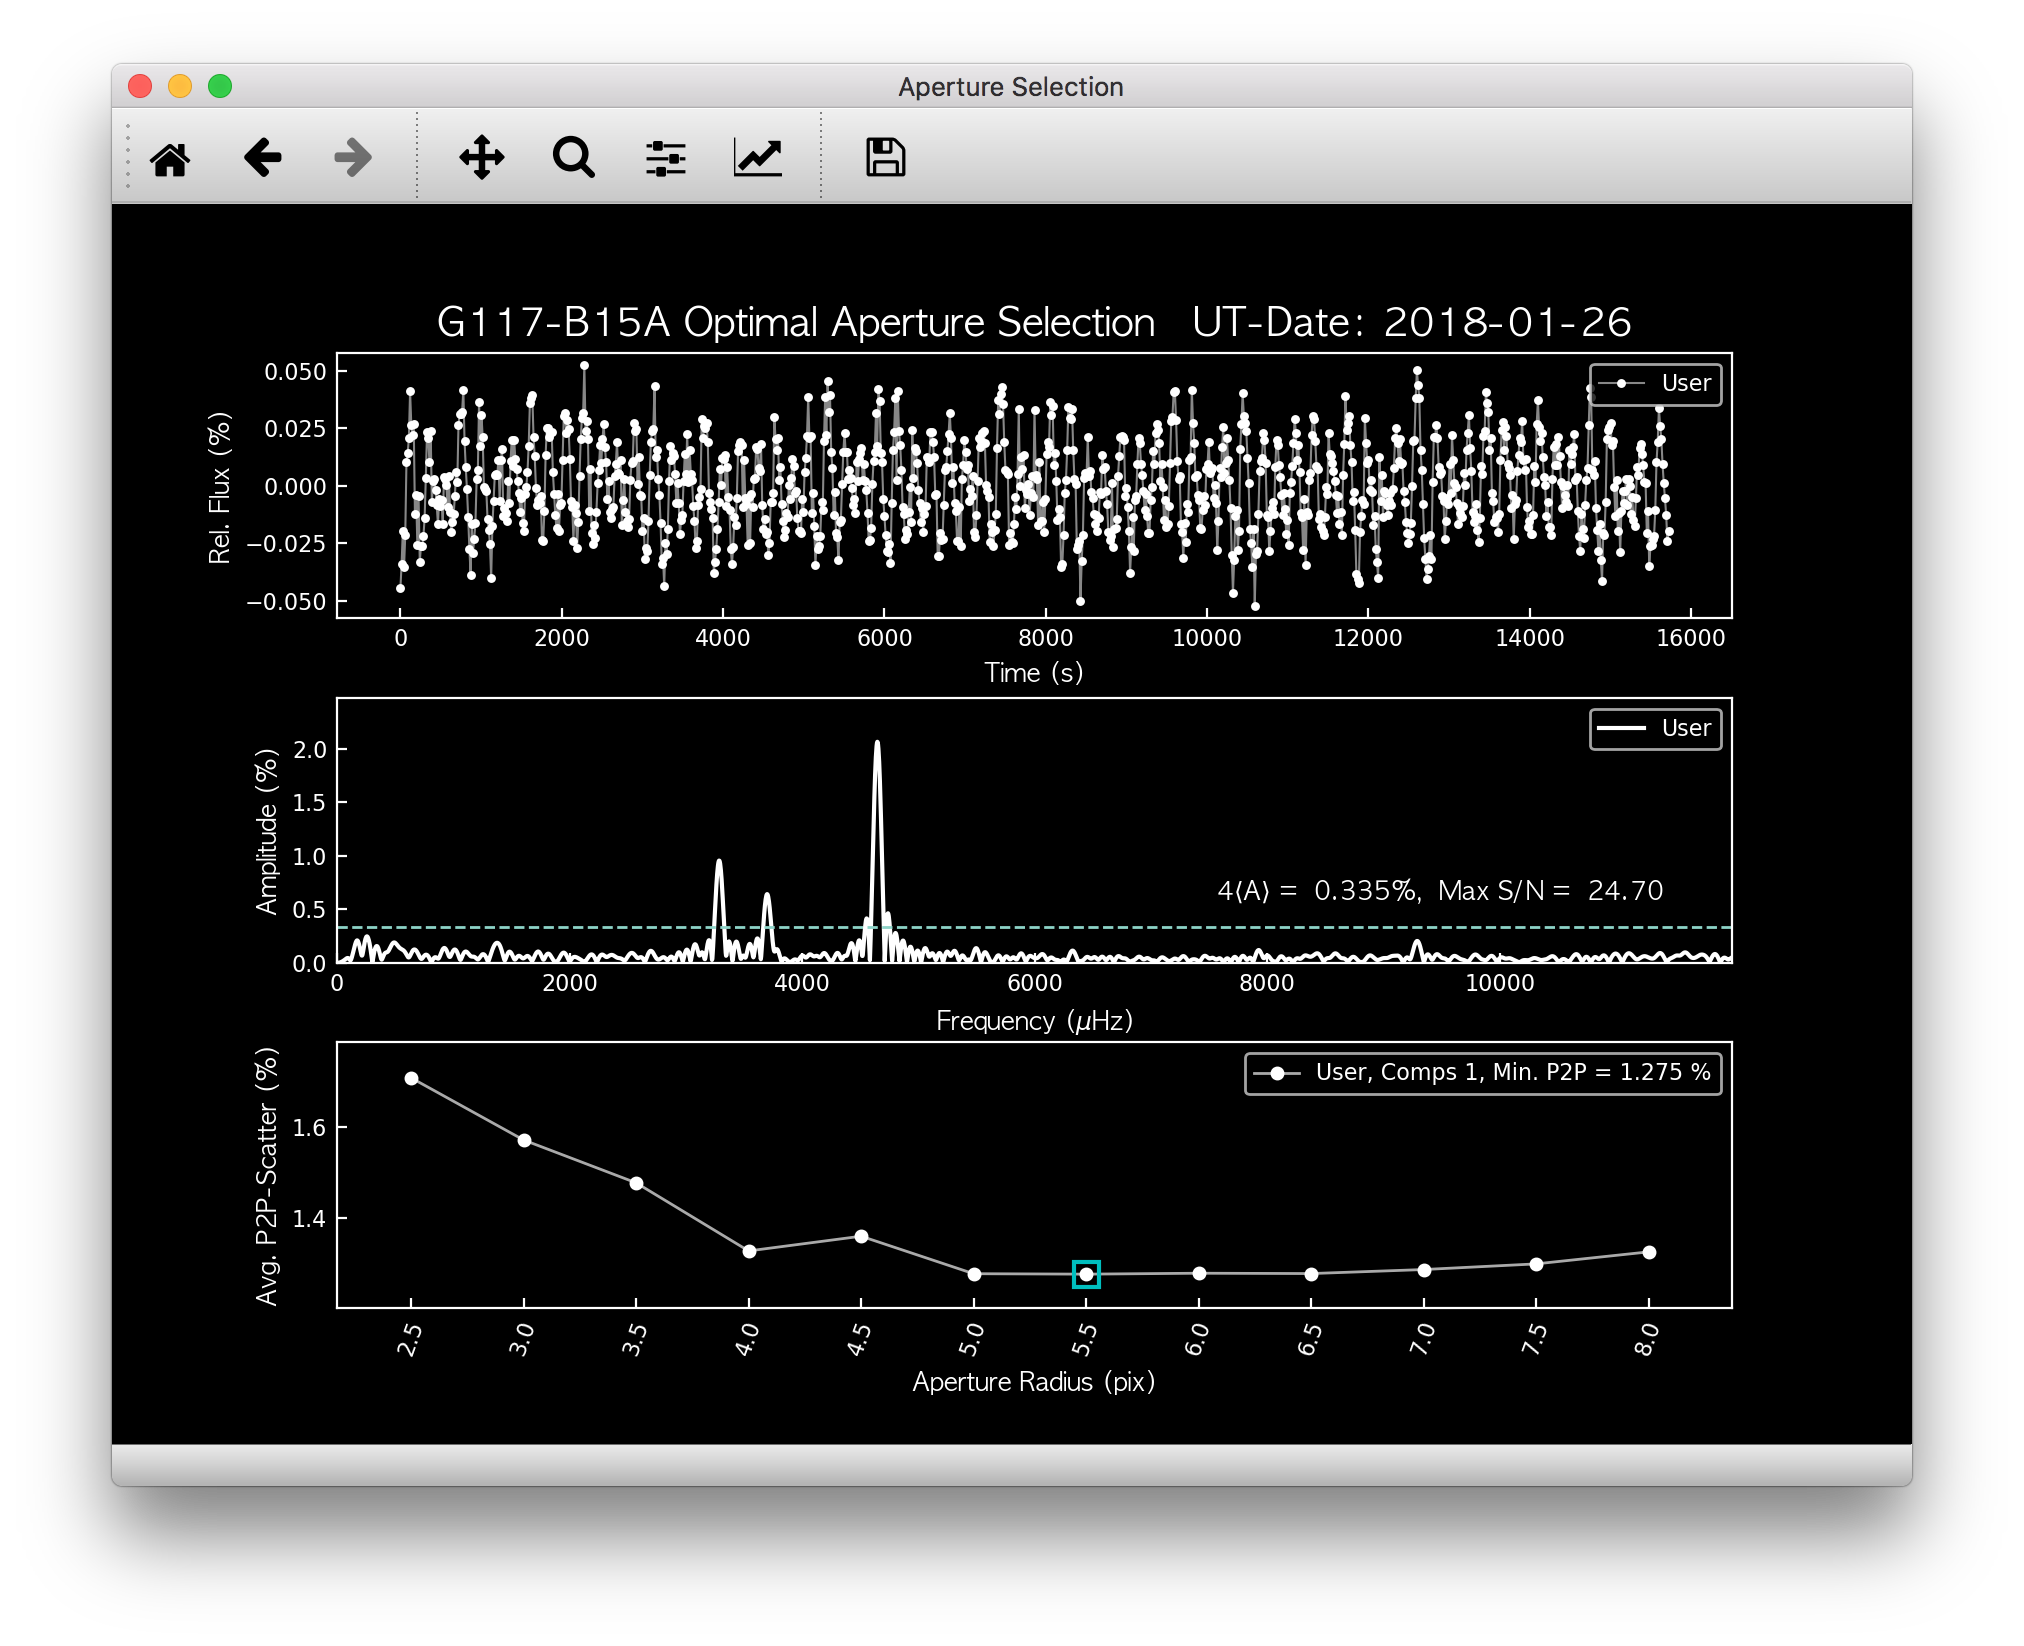 Aperture Selection
G117-B15A Optimal Aperture Selection UT-Date: 2018-01-26
Rel. Flux (%)
0.050
0.025
0.000
−0.025
−0.050
User
0 2000 4000 6000 8000 10000 12000 14000 16000
Time (s)
Amplitude (%)
2.0
1.5
1.0
0.5
0.0
User
4⟨A⟩ = 0.335%, Max S/N = 24.70
0 2000 4000 6000 8000 10000
Frequency (μHz)
Avg. P2P-Scatter (%)
1.6
1.4
User, Comps 1, Min. P2P = 1.275 %
2.5 3.0 3.5 4.0 4.5 5.0 5.5 6.0 6.5 7.0 7.5 8.0
Aperture Radius (pix)